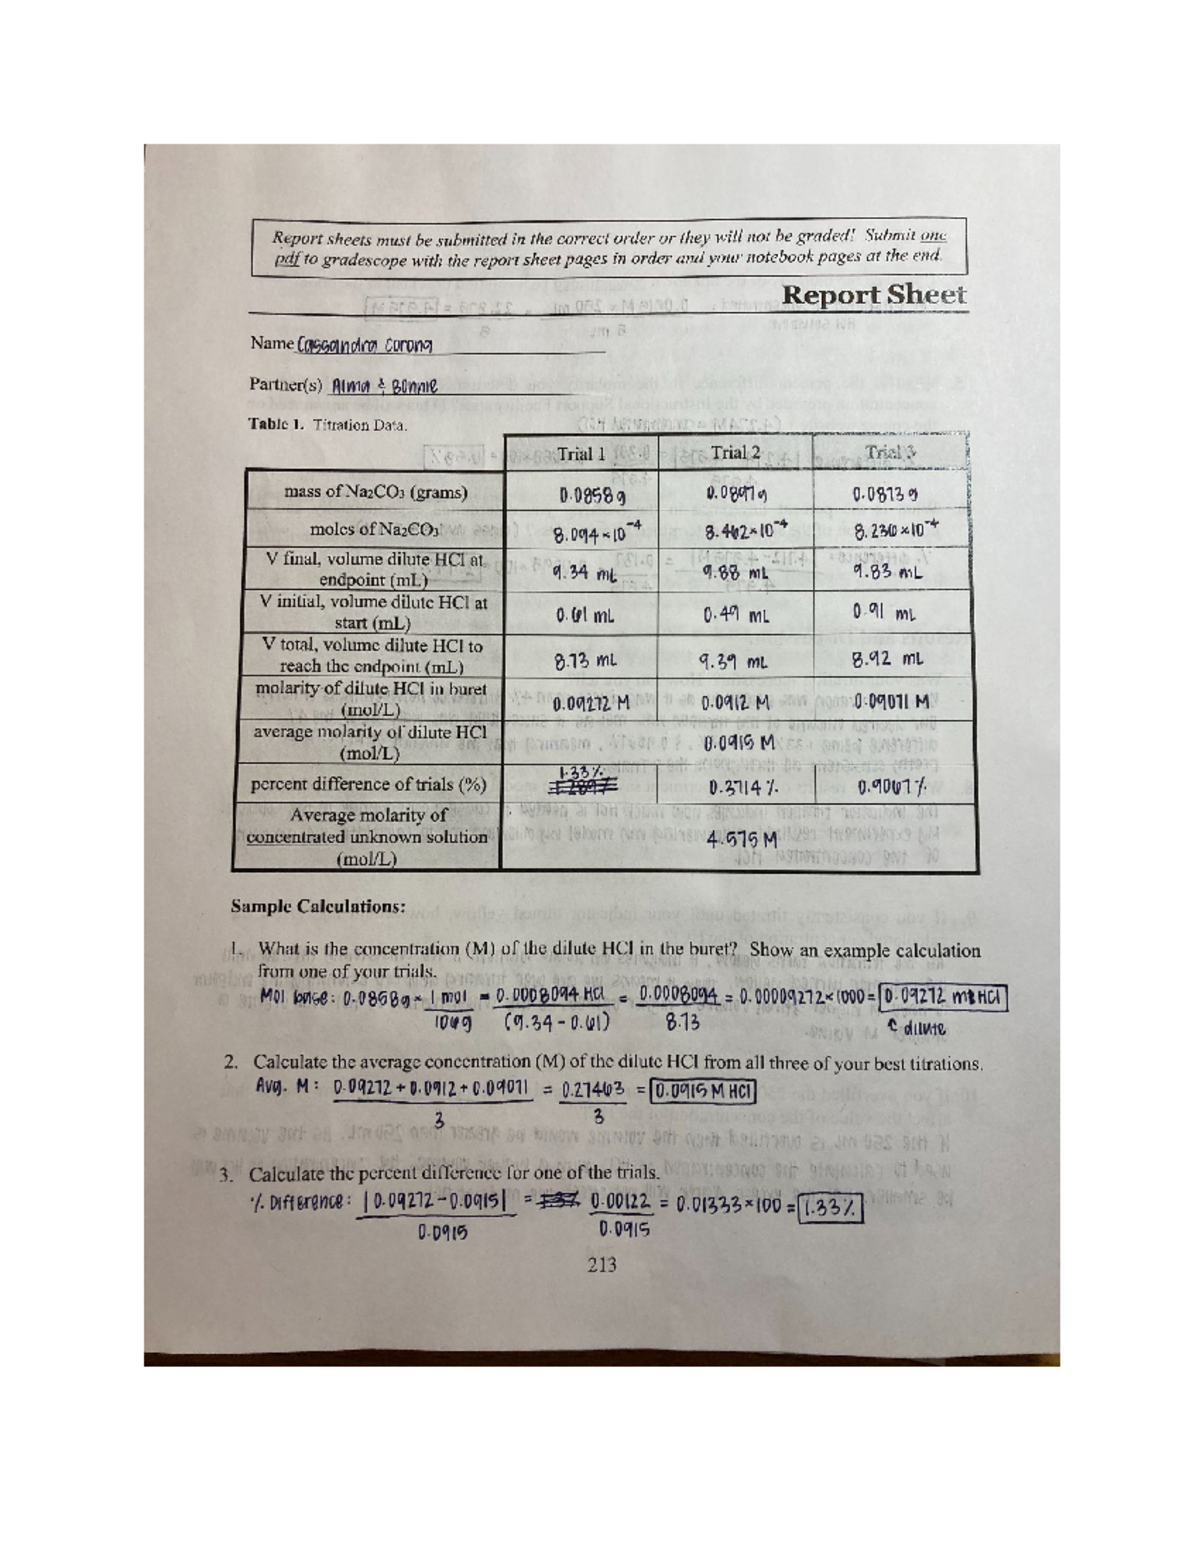 Report sheets must be submitted in the correct order or they will not be graded! Submit one
pdf to gradescope with the report sheet pages in order and your notebook pages at the end.
Report Sheet
Name Cassandra Corona
Partner(s) Alma & Bonnie
Table 1. Titration Data.
Trial 1 Trial 2 Trial 3
mass of Na2CO3 (grams) 0.0858 g 0.0897 g 0.0873 g
moles of Na2CO3 8.094×10⁻⁴ 8.462×10⁻⁴ 8.236×10⁻⁴
V final, volume dilute HCl at
endpoint (mL) 9.34 mL 9.88 mL 9.83 mL
V initial, volume dilute HCl at
start (mL) 0.61 mL 0.49 mL 0.91 mL
V total, volume dilute HCl to
reach the endpoint (mL) 8.73 mL 9.39 mL 8.92 mL
molarity of dilute HCl in buret
(mol/L) 0.09272 M 0.0912 M 0.09071 M
average molarity of dilute HCl
(mol/L) 0.0915 M
percent difference of trials (%) 1.33% 0.3714% 0.9067%
Average molarity of
concentrated unknown solution
(mol/L) 4.575 M
Sample Calculations:
1. What is the concentration (M) of the dilute HCl in the buret? Show an example calculation
from one of your trials.
Mol base: 0.0858g × 1 mol = 0.0008094 HCl = 0.0008094 = 0.00009272×1000 = 0.09272 M HCl
106g (9.34-0.61) 8.73 dilute
2. Calculate the average concentration (M) of the dilute HCl from all three of your best titrations.
Avg. M: 0.09272 + 0.0912 + 0.09071 = 0.27463 = 0.0915 M HCl
3 3
3. Calculate the percent difference for one of the trials.
% Difference: |0.09272-0.0915| = 0.00122 = 0.01333×100 = 1.33%
0.0915 0.0915
213